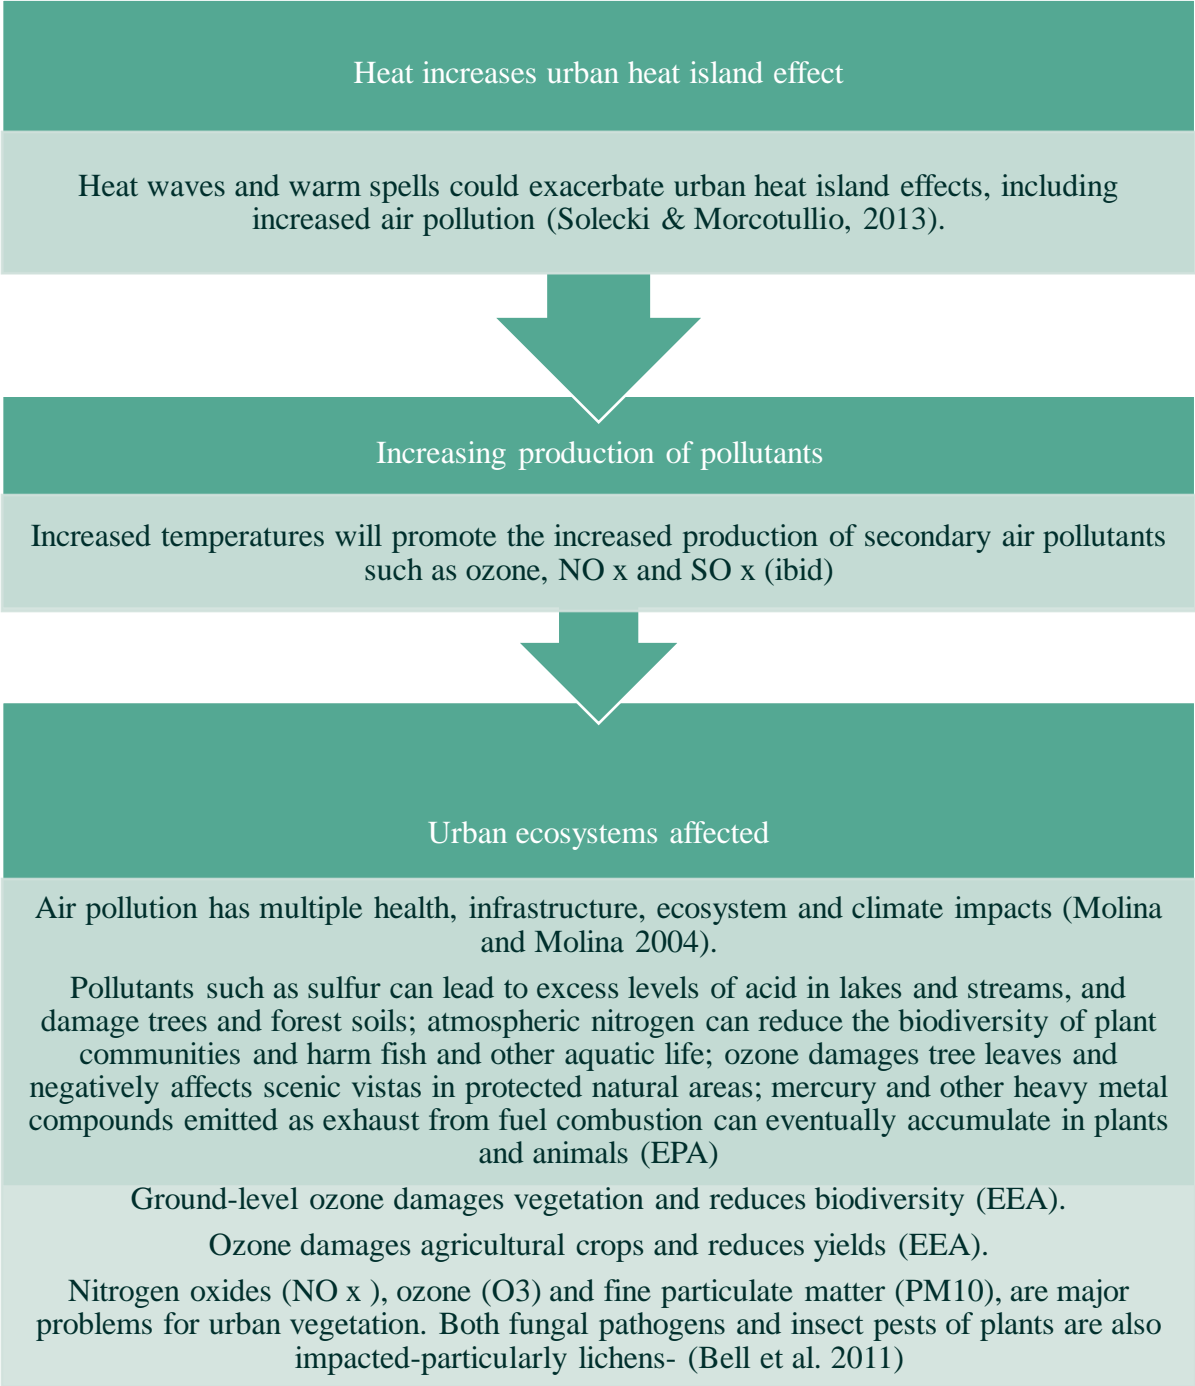 Heat increases urban heat island effect
Heat waves and warm spells could exacerbate urban heat island effects, including
increased air pollution (Solecki & Morcotullio, 2013).
Increasing production of pollutants
Increased temperatures will promote the increased production of secondary air pollutants
such as ozone, NO x and SO x (ibid)
Urban ecosystems affected
Air pollution has multiple health, infrastructure, ecosystem and climate impacts (Molina
and Molina 2004).
Pollutants such as sulfur can lead to excess levels of acid in lakes and streams, and
damage trees and forest soils; atmospheric nitrogen can reduce the biodiversity of plant
communities and harm fish and other aquatic life; ozone damages tree leaves and
negatively affects scenic vistas in protected natural areas; mercury and other heavy metal
compounds emitted as exhaust from fuel combustion can eventually accumulate in plants
and animals (EPA)
Ground-level ozone damages vegetation and reduces biodiversity (EEA).
Ozone damages agricultural crops and reduces yields (EEA).
Nitrogen oxides (NO x ), ozone (O3) and fine particulate matter (PM10), are major
problems for urban vegetation. Both fungal pathogens and insect pests of plants are also
impacted-particularly lichens- (Bell et al. 2011)